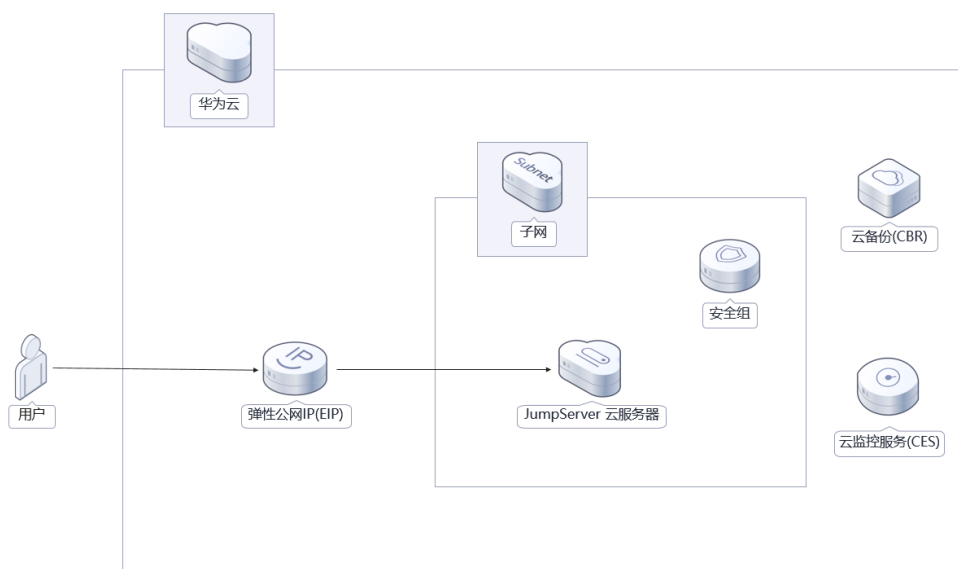 华为云
Subnet
子网
云备份(CBR)
安全组
IP
用户
弹性公网IP(EIP)
JumpServer 云服务器
云监控服务(CES)